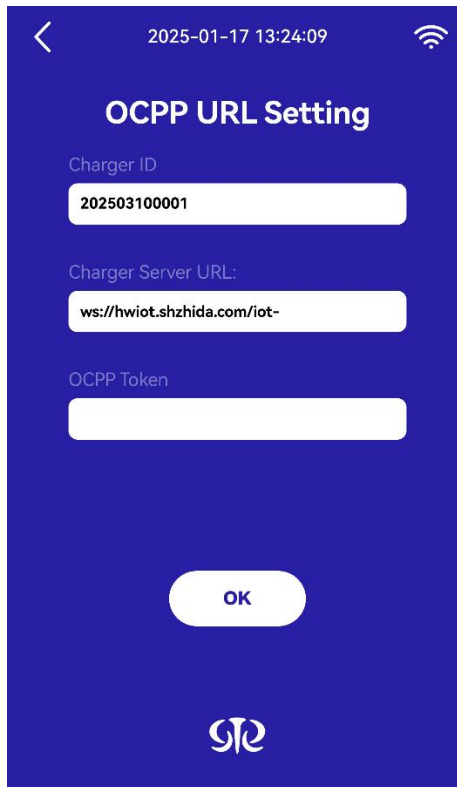 2025-01-17 13:24:09
OCPP URL Setting
Charger ID
202503100001
Charger Server URL:
ws://hwiot.shzhida.com/iot-
OCPP Token
OK